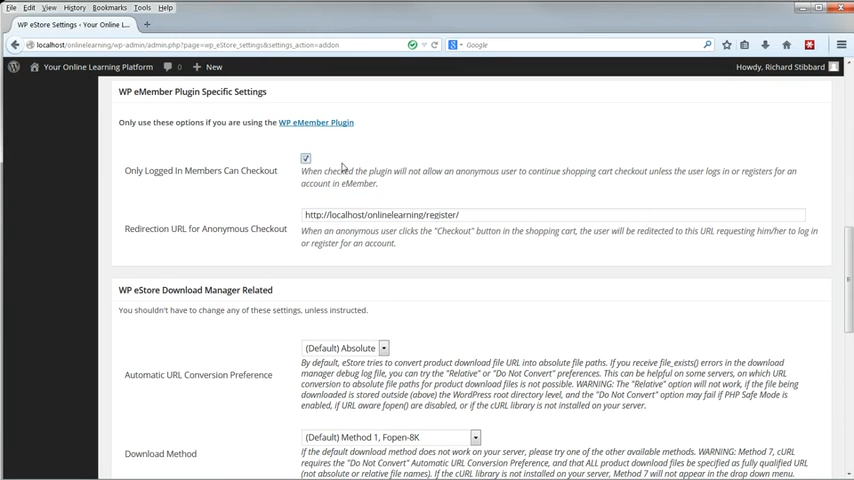 File Edit View History Bookmarks Tools Help
WP eStore Settings ‹ Your Online L...
localhost/onlinelearning/wp-admin/admin.php?page=wp_eStore_settings&settings_action=addon
Google
Your Online Learning Platform 0 New Howdy, Richard Stibbard
WP eMember Plugin Specific Settings
Only use these options if you are using the WP eMember Plugin
Only Logged In Members Can Checkout
When checked the plugin will not allow an anonymous user to continue shopping cart checkout unless the user logs in or registers for an
account in eMember.
http://localhost/onlinelearning/register/
Redirection URL for Anonymous Checkout
When an anonymous user clicks the "Checkout" button in the shopping cart, the user will be reditected to this URL requesting him/her to log in
or register for an account.
WP eStore Download Manager Related
You shouldn't have to change any of these settings, unless instructed.
(Default) Absolute
Automatic URL Conversion Preference
By default, eStore tries to convert product download file URL into absolute file paths. If you receive file_exists() errors in the download
manager debug log file, you can try the "Relative" or "Do Not Convert" preferences. This can be helpful on some servers, on which URL
conversion to absolute file paths for product download files is not possible. WARNING: The "Relative" option will not work, if the file being
downloaded is stored outside (above) the WordPress root directory level, and the "Do Not Convert" option may fail if PHP Safe Mode is
enabled, if URL aware fopen() are disabled, or if the cURL library is not installed on your server.
(Default) Method 1, Fopen-8K
Download Method
If the default download method does not work on your server, please try one of the other available methods. WARNING: Method 7, cURL
requires the "Do Not Convert" Automatic URL Conversion Preference, and that ALL product download files be specified as fully qualified URL
(not absolute or relative file names). If the cURL library is not installed on your server, Method 7 will not appear in the drop down menu.